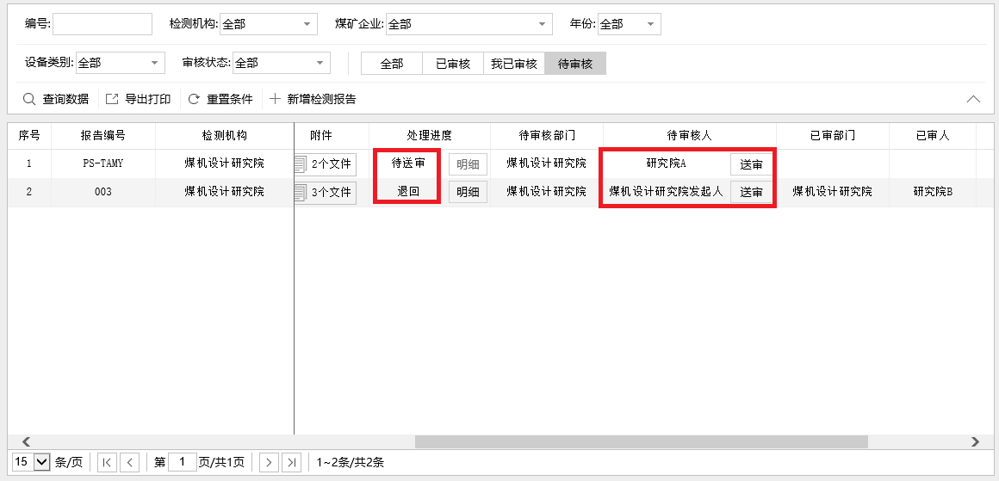 编号: 检测机构: 全部 煤矿企业: 全部 年份: 全部
设备类别: 全部 审核状态: 全部 全部 已审核 我已审核 待审核
查询数据 导出打印 重置条件 新增检测报告
序号 报告编号 检测机构 附件 处理进度 待审核部门 待审核人 已审部门 已审人
1 PS-TAMY 煤机设计研究院 2个文件 待送审 明细 煤机设计研究院 研究院A 送审
2 003 煤机设计研究院 3个文件 退回 明细 煤机设计研究院 煤机设计研究院发起人 送审 煤机设计研究院 研究院B
15 条/页 第 1 页/共1页 1~2条/共2条